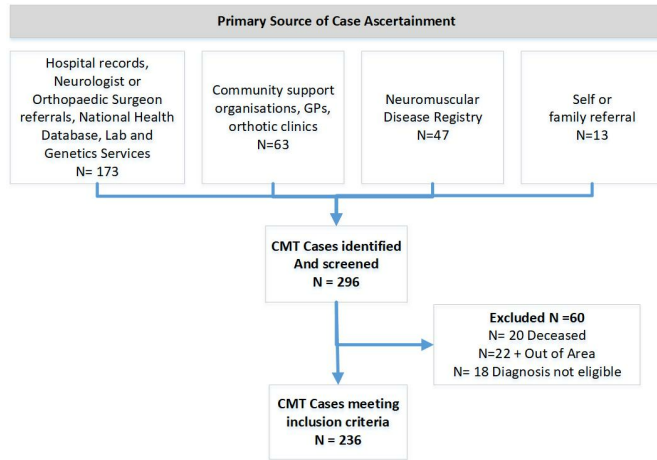 Primary Source of Case Ascertainment
Hospital records,
Neurologist or
Orthopaedic Surgeon
referrals, National Health
Database, Lab and
Genetics Services
N= 173
Community support
organisations, GPs,
orthotic clinics
N=63
Neuromuscular
Disease Registry
N=47
Self or
family referral
N=13
CMT Cases identified
And screened
N = 296
Excluded N =60
N= 20 Deceased
N=22 + Out of Area
N= 18 Diagnosis not eligible
CMT Cases meeting
inclusion criteria
N = 236